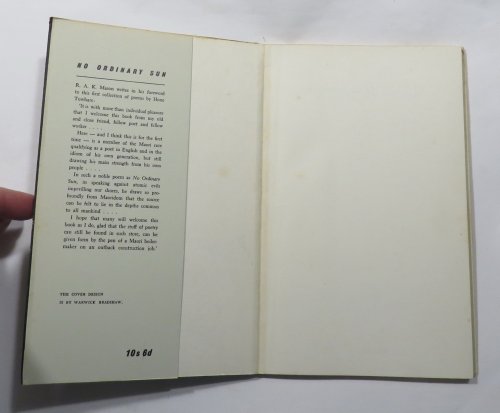 NO ORDINARY SUN
R. A. K. Mason writes in his foreword
to this first collection of poems by Hone
Tuwhare.
'It is with more than individual pleasure
that I welcome this book from my old
and close friend, fellow poet and fellow
worker . . . .
Here — and I think this for the first
time — is a member of the Maori race
qualifying as a poet in English and in the
idiom of his own generation, but still
drawing his main strength from his own
people . . . .
In such a noble poem as No Ordinary
Sun, in speaking against atomic evils
imperilling our shores, he draws so pro-
foundly from Maoridom that the source
can be felt to lie in the depths common
to all mankind . . . .
I hope that many will welcome this
book as I do, glad that the stuff of poetry
can still be found in such store, can be
given form by the pen of a Maori boiler-
maker on an outback construction job.'
THE COVER DESIGN
IS BY WARWICK BRADSHAW.
10s 6d